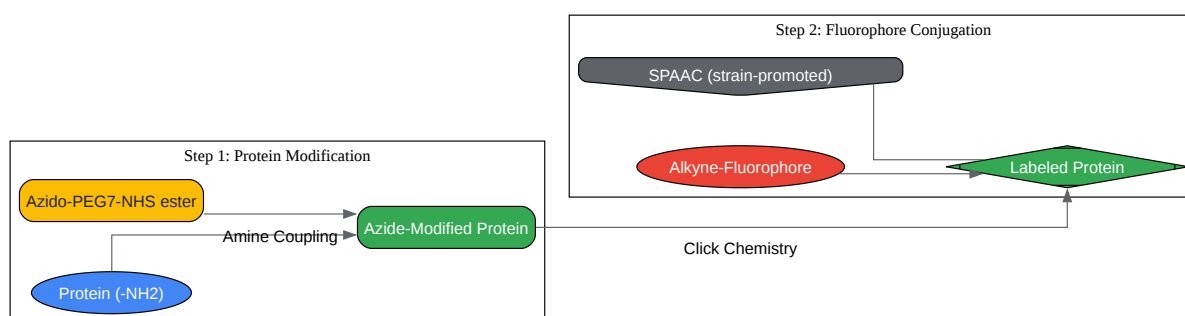 Step 2: Fluorophore Conjugation
SPAAC (strain-promoted)
Alkyne-Fluorophore
Labeled Protein
Step 1: Protein Modification
Azido-PEG7-NHS ester
Azide-Modified Protein
Amine Coupling
Protein (-NH2)
Click Chemistry